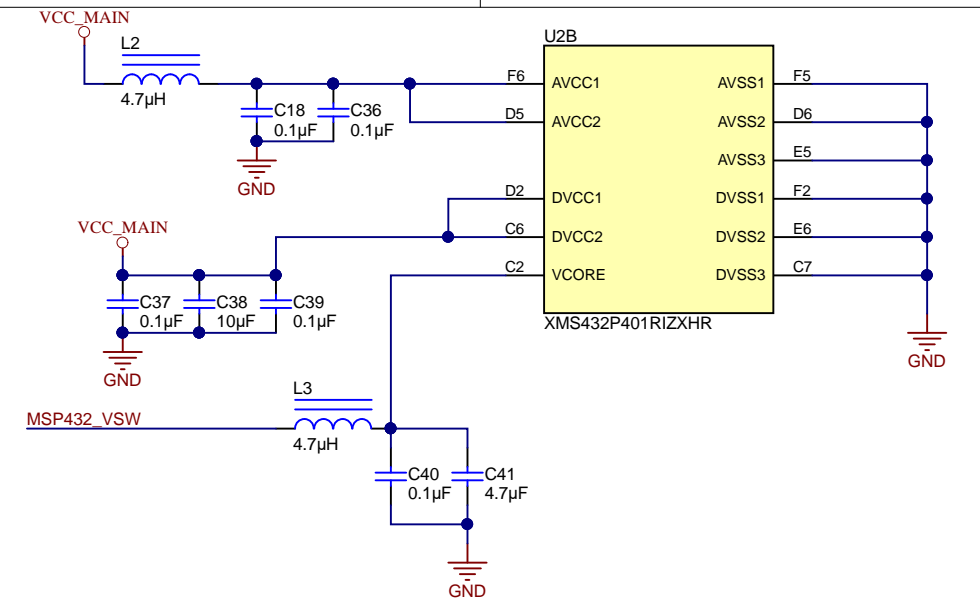 VCC_MAIN
L2
4.7µH
C18
0.1µF
C36
0.1µF
GND
U2B
F6
AVCC1
AVSS1
F5
D5
AVCC2
AVSS2
D6
AVSS3
E5
D2
DVCC1
DVSS1
F2
C6
DVCC2
DVSS2
E6
C2
VCORE
DVSS3
C7
XMS432P401RIZXHR
GND
VCC_MAIN
C37
0.1µF
C38
10µF
C39
0.1µF
GND
MSP432_VSW
L3
4.7µH
C40
0.1µF
C41
4.7µF
GND